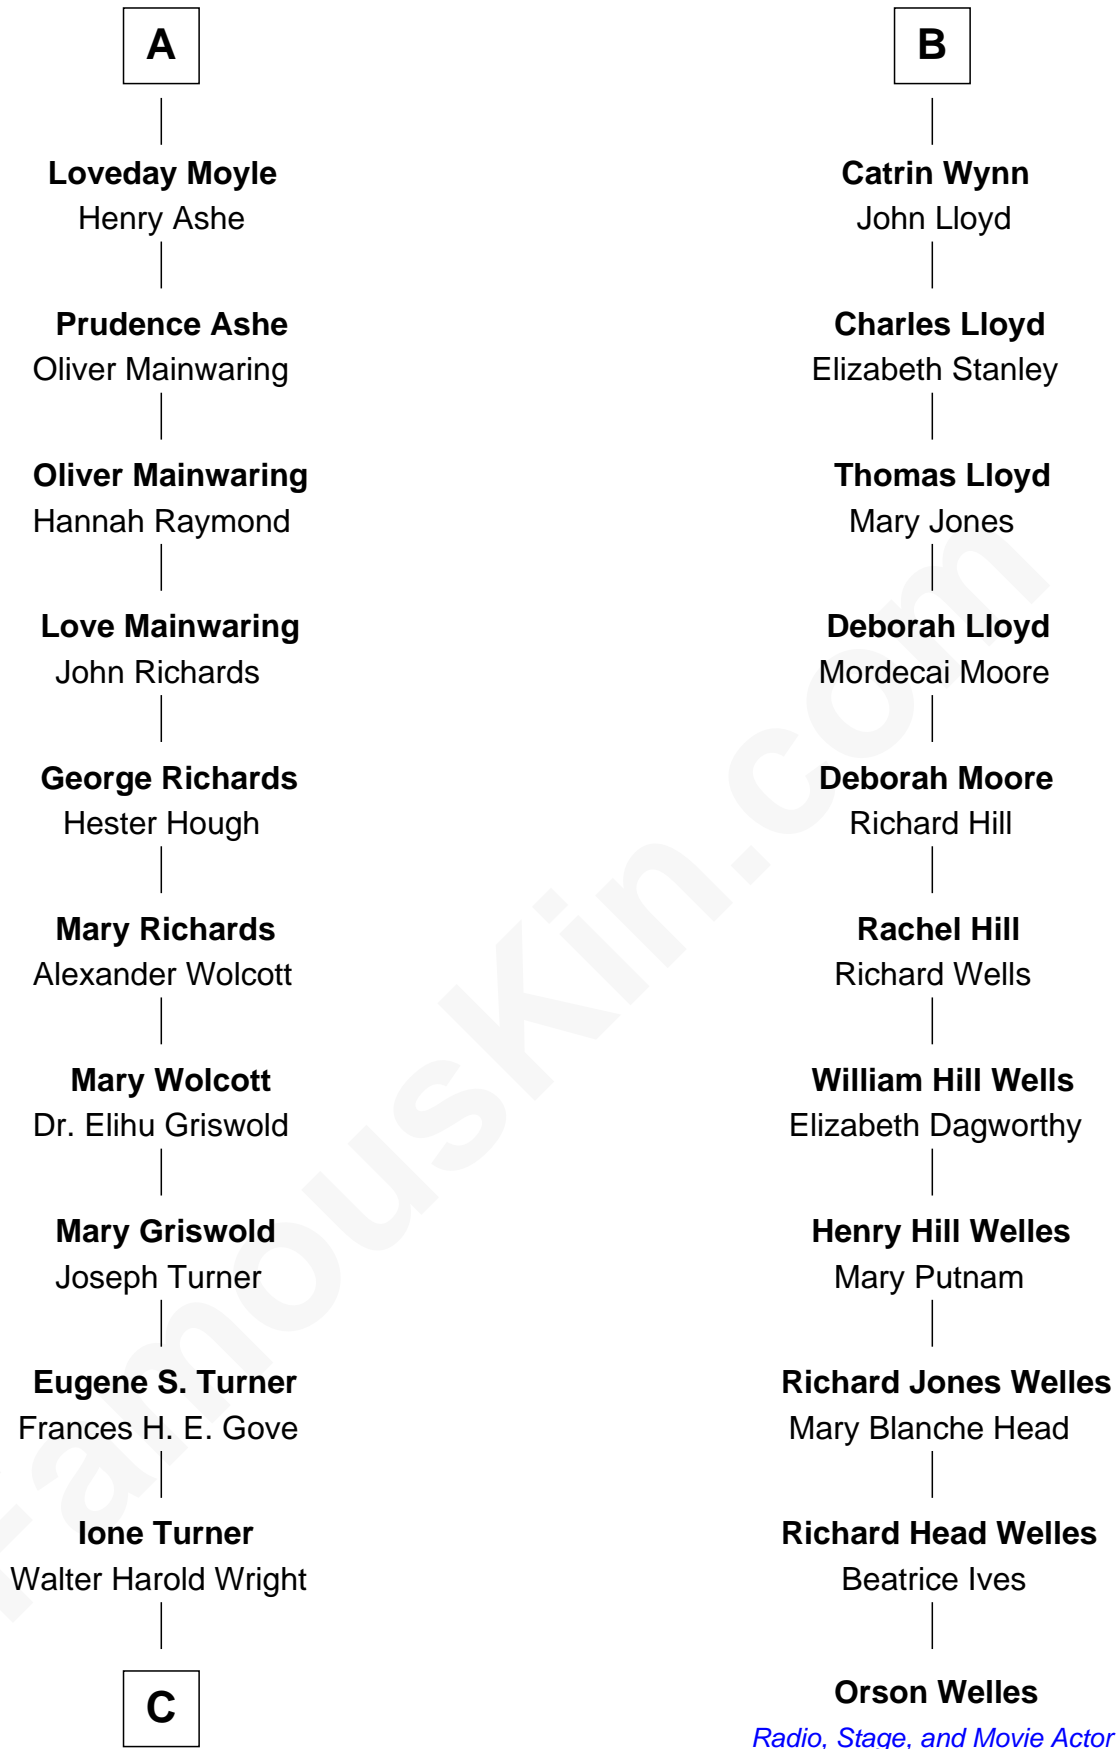 A
Loveday Moyle
Henry Ashe
Prudence Ashe
Oliver Mainwaring
Oliver Mainwaring
Hannah Raymond
Love Mainwaring
John Richards
George Richards
Hester Hough
Mary Richards
Alexander Wolcott
Mary Wolcott
Dr. Elihu Griswold
Mary Griswold
Joseph Turner
Eugene S. Turner
Frances H. E. Gove
Ione Turner
Walter Harold Wright
C
B
Catrin Wynn
John Lloyd
Charles Lloyd
Elizabeth Stanley
Thomas Lloyd
Mary Jones
Deborah Lloyd
Mordecai Moore
Deborah Moore
Richard Hill
Rachel Hill
Richard Wells
William Hill Wells
Elizabeth Dagworthy
Henry Hill Welles
Mary Putnam
Richard Jones Welles
Mary Blanche Head
Richard Head Welles
Beatrice Ives
Orson Welles
Radio, Stage, and Movie Actor
FamousKin.com